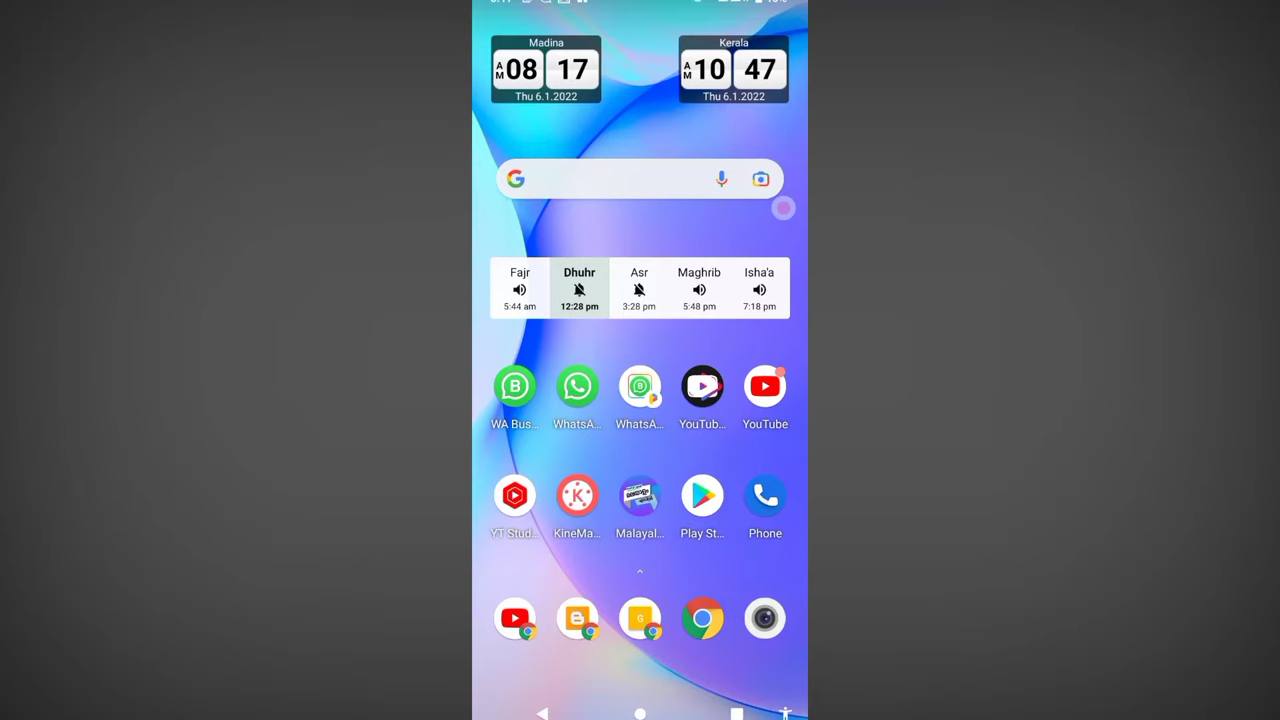 Madina
AM 08 17
Thu 6.1.2022
Kerala
AM 10 47
Thu 6.1.2022
Fajr Dhuhr Asr Maghrib Isha'a
5:44 am 12:28 pm 3:28 pm 5:48 pm 7:18 pm
WA Bus... WhatsA... WhatsA... YouTub... YouTube
YT Stud... KineMa... Malayal... Play St... Phone